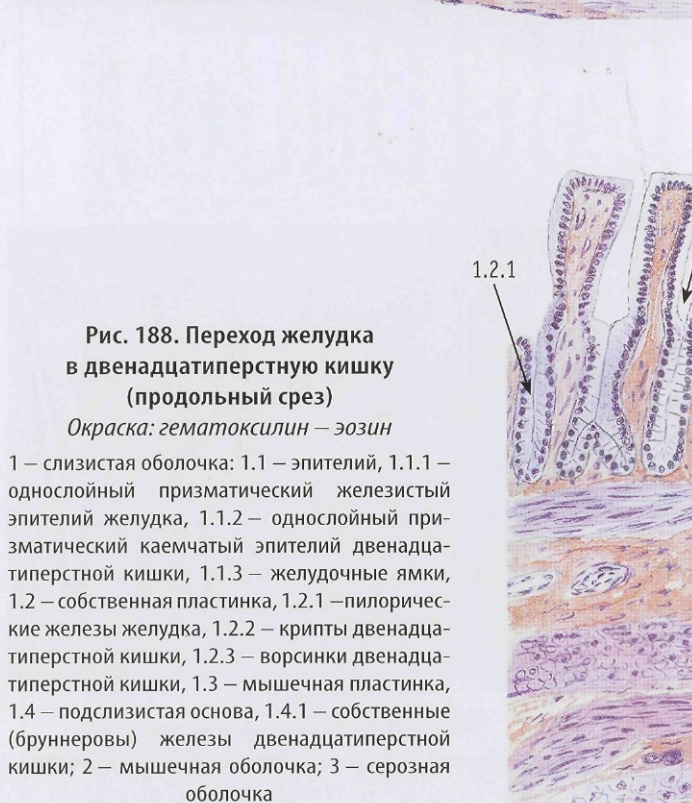 1.2.1
Рис. 188. Переход желудка
в двенадцатиперстную кишку
(продольный срез)
Окраска: гематоксилин — эозин
1 — слизистая оболочка: 1.1 — эпителий, 1.1.1 —
однослойный призматический железистый
эпителий желудка, 1.1.2 — однослойный при-
зматический каемчатый эпителий двенадца-
типерстной кишки, 1.1.3 — желудочные ямки,
1.2 — собственная пластинка, 1.2.1 —пилоричес-
кие железы желудка, 1.2.2 — крипты двенадца-
типерстной кишки, 1.2.3 — ворсинки двенадца-
типерстной кишки, 1.3 — мышечная пластинка,
1.4 — подслизистая основа, 1.4.1 — собственные
(бруннеровы) железы двенадцатиперстной
кишки; 2 — мышечная оболочка; 3 — серозная
оболочка